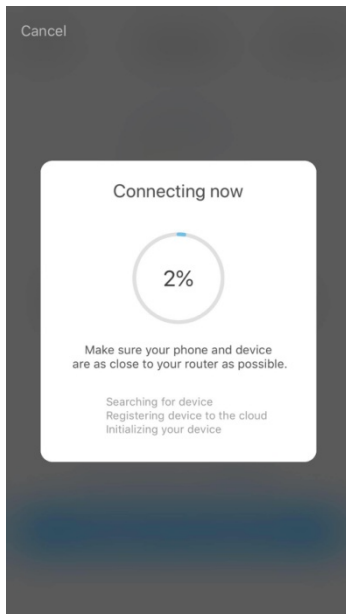 Cancel
Connecting now
2%
Make sure your phone and device
are as close to your router as possible.
Searching for device
Registering device to the cloud
Initializing your device